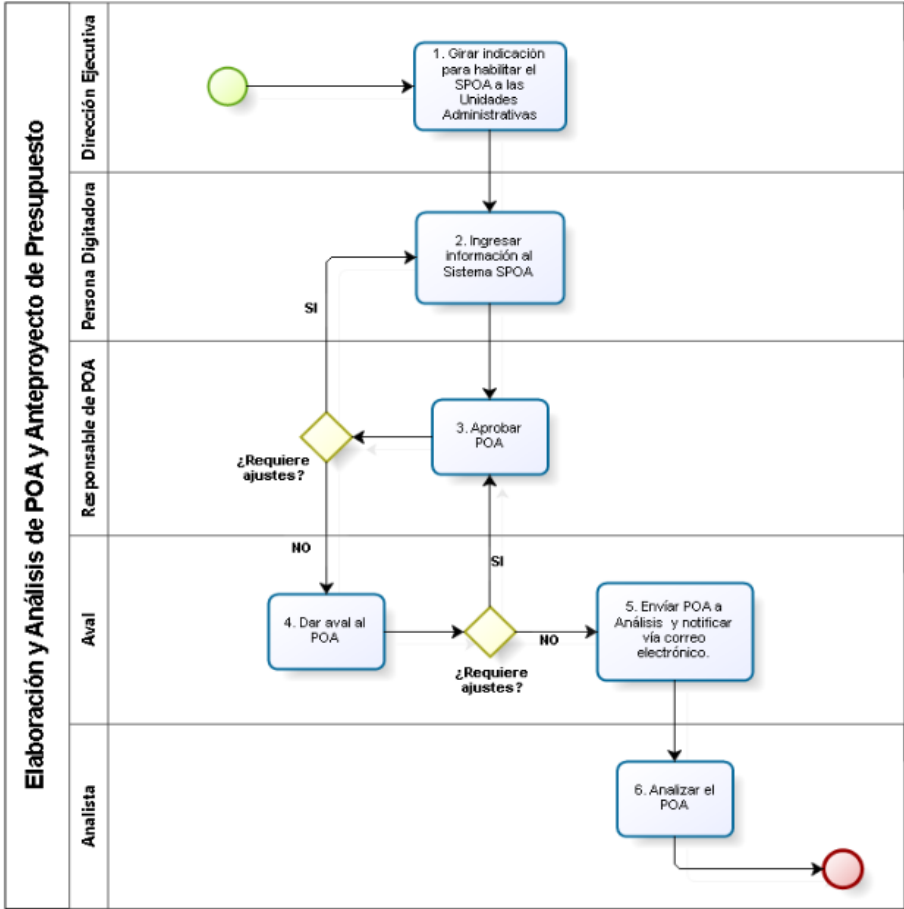 Elaboración y Análisis de POA y Anteproyecto de Presupuesto
Dirección Ejecutiva
1. Girar indicación
para habilitar el
SPOA a las
Unidades
Administrativas
Persona Digitadora
2. Ingresar
información al
Sistema SPOA
SI
Responsable de POA
3. Aprobar
POA
¿Requiere
ajustes?
NO
SI
Aval
4. Dar aval al
POA
¿Requiere
ajustes?
NO
5. Envíar POA a
Análisis y notificar
vía correo
electrónico.
Analista
6. Analizar el
POA